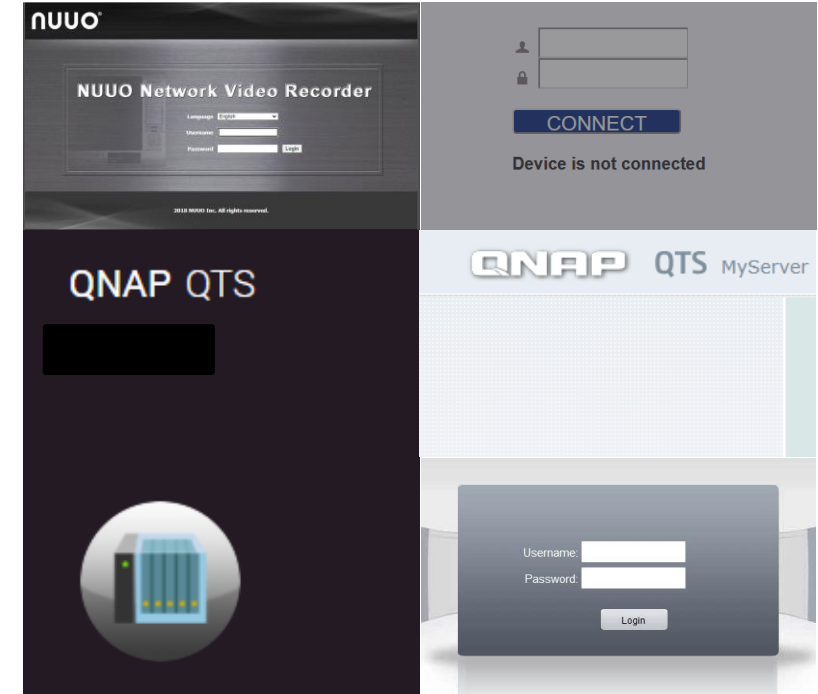 nuuo
NUUO Network Video Recorder
Language English
Username
Password Login
2018 NUUO Inc. All rights reserved.
CONNECT
Device is not connected
QNAP QTS
QNAP QTS MyServer
Username:
Password:
Login